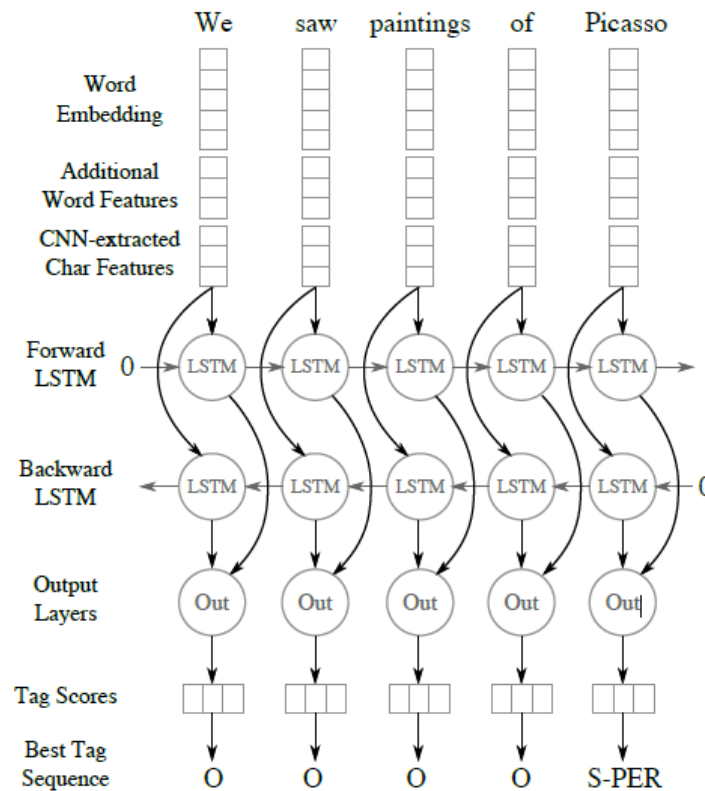 We saw paintings of Picasso
Word
Embedding
Additional
Word Features
CNN-extracted
Char Features
Forward
LSTM
0 LSTM LSTM LSTM LSTM LSTM
Backward
LSTM
LSTM LSTM LSTM LSTM LSTM 0
Output
Layers
Out Out Out Out Out
Tag Scores
Best Tag
Sequence
O O O O S-PER